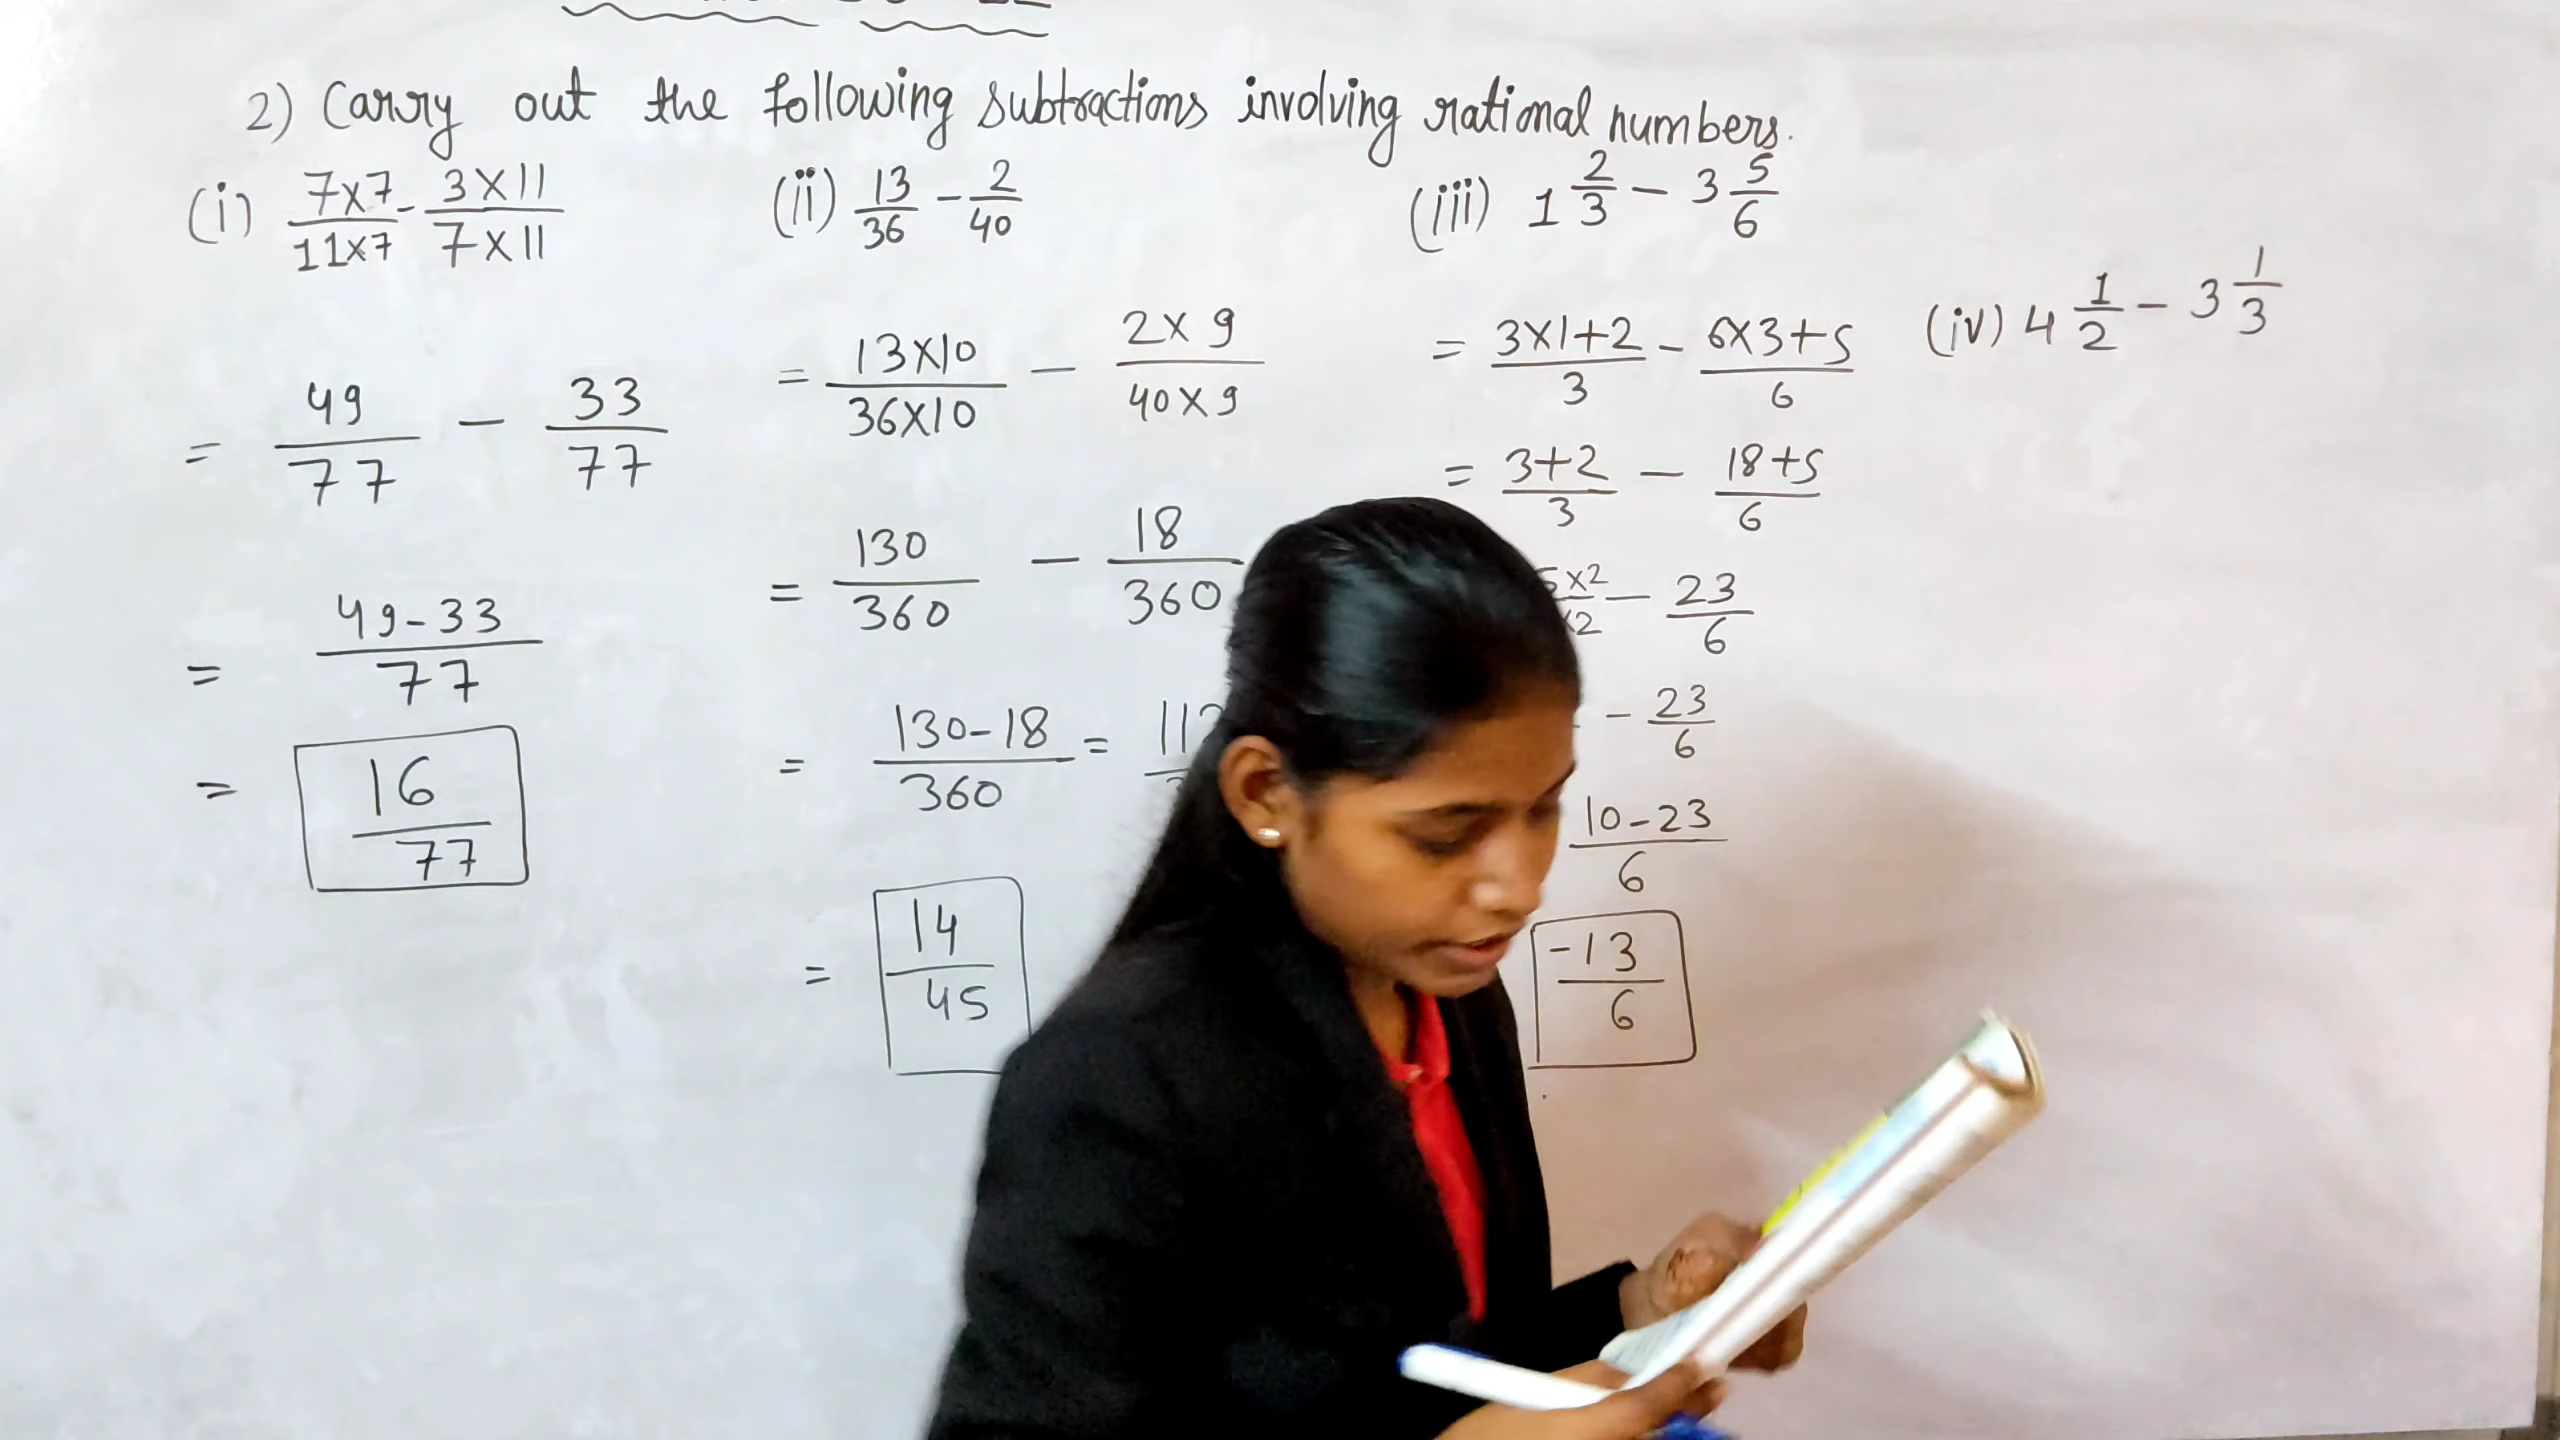 2) Carry out the following subtractions involving rational numbers.
(i) 7x7/11x7 - 3x11/7x11
= 49/77 - 33/77
= 49-33/77
= 16/77
(ii) 13/36 - 2/40
= 13x10/36x10 - 2x9/40x9
= 130/360 - 18/360
= 130-18/360 = 112
= 14/45
(iii) 1 2/3 - 3 5/6
= 3x1+2/3 - 6x3+5/6
= 3+2/3 - 18+5/6
5x2/x2 - 23/6
- 23/6
10-23/6
-13/6
(iv) 4 1/2 - 3 1/3